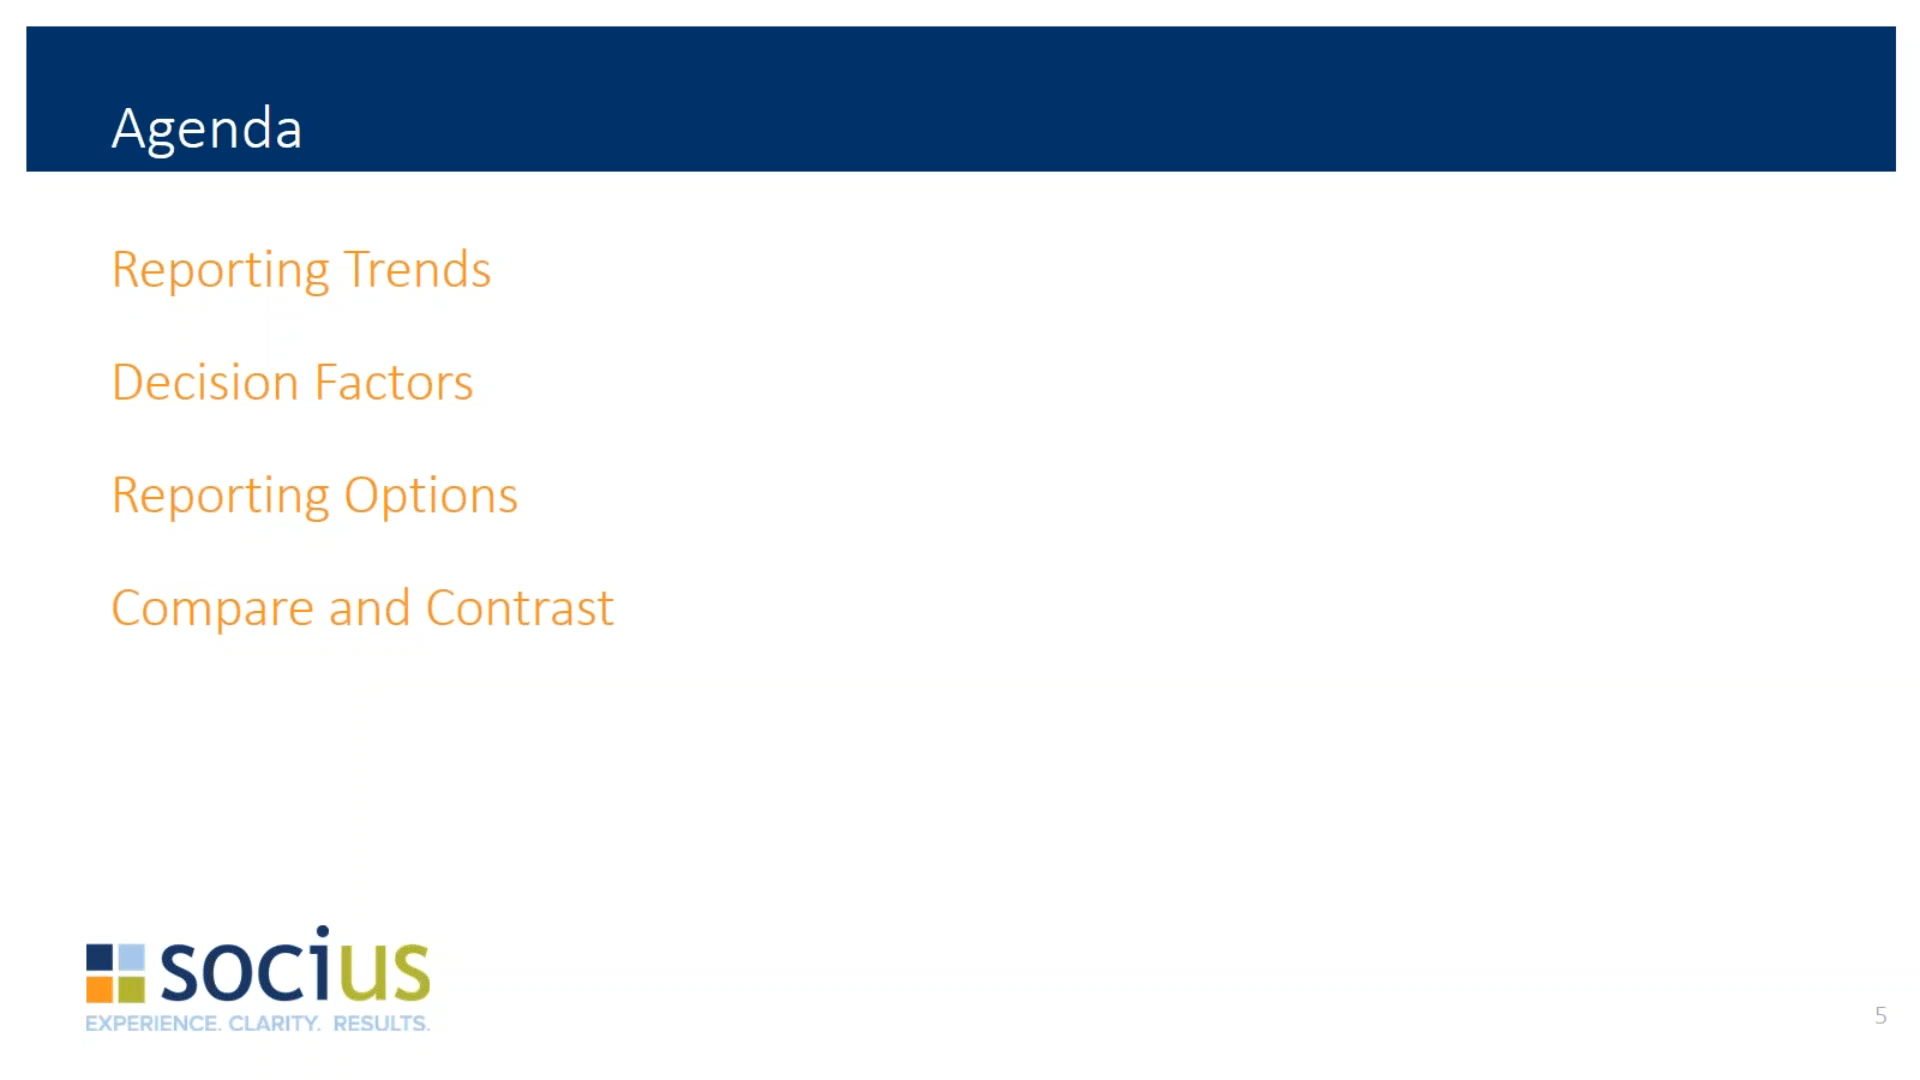 Agenda
Reporting Trends
Decision Factors
Reporting Options
Compare and Contrast
socius
EXPERIENCE. CLARITY. RESULTS.
5